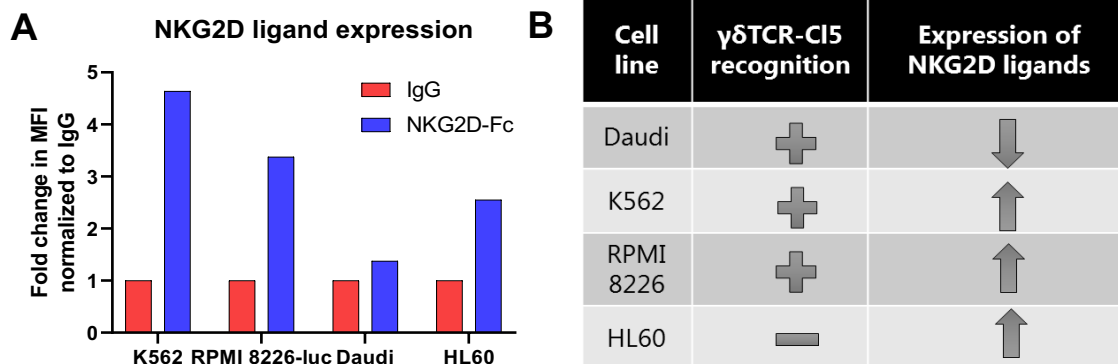 A
NKG2D ligand expression
Fold change in MFI
normalized to IgG
5
4
3
2
1
0
IgG
NKG2D-Fc
K562 RPMI 8226-luc Daudi HL60
B
Cell
line
γδTCR-Cl5
recognition
Expression of
NKG2D ligands
Daudi
K562
RPMI
8226
HL60